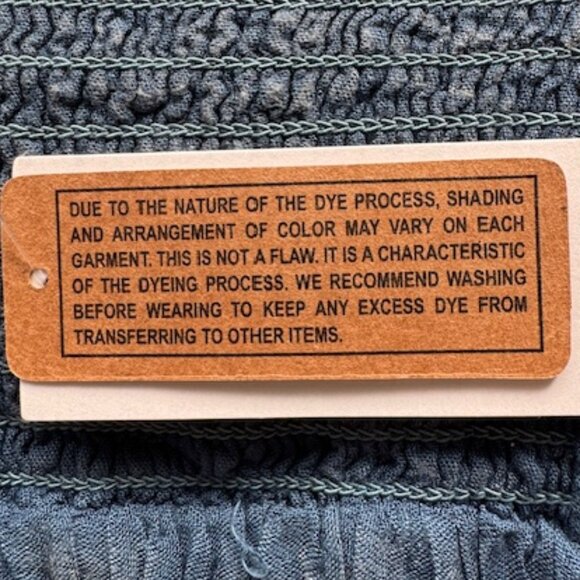 DUE TO THE NATURE OF THE DYE PROCESS, SHADING
AND ARRANGEMENT OF COLOR MAY VARY ON EACH
GARMENT. THIS IS NOT A FLAW. IT IS A CHARACTERISTIC
OF THE DYEING PROCESS. WE RECOMMEND WASHING
BEFORE WEARING TO KEEP ANY EXCESS DYE FROM
TRANSFERRING TO OTHER ITEMS.